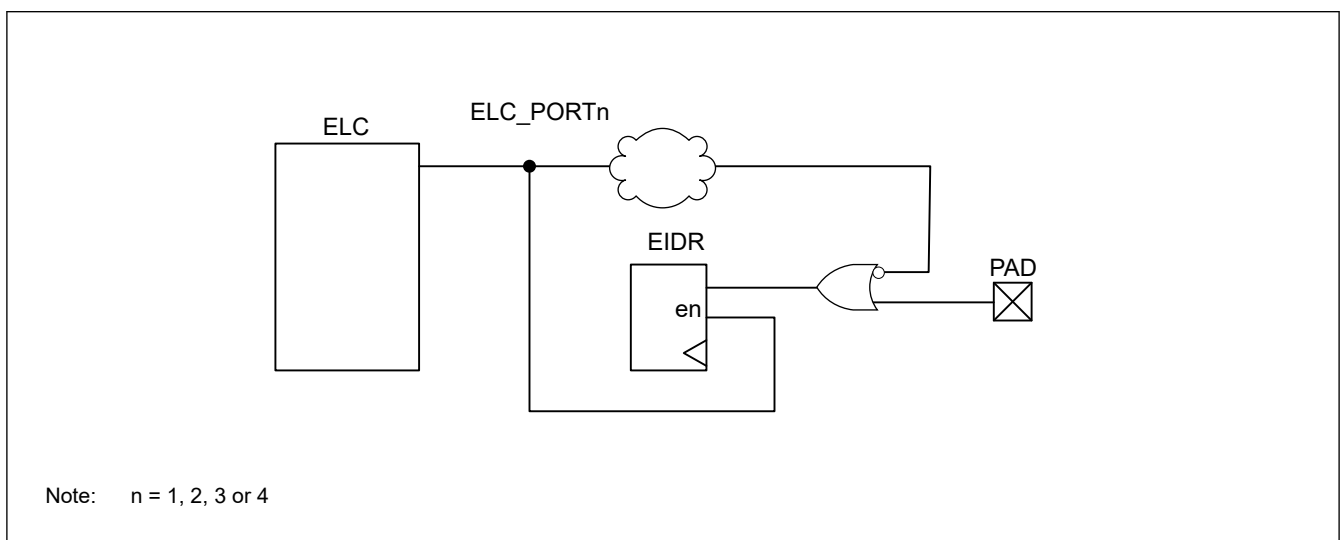 ELC_PORTn
ELC
EIDR
PAD
en
Note: n = 1, 2, 3 or 4